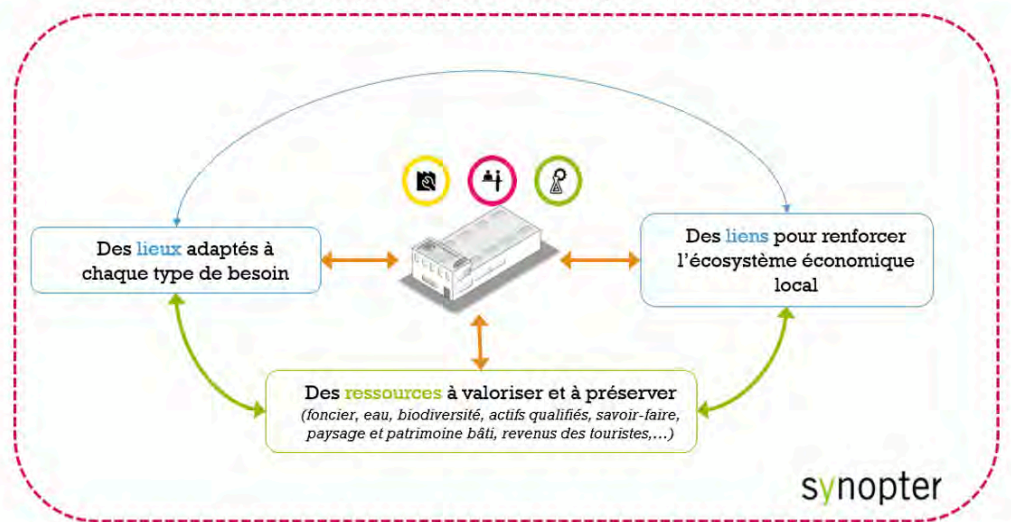 Des lieux adaptés à
chaque type de besoin
Des liens pour renforcer
l'écosystème économique
local
Des ressources à valoriser et à préserver
(foncier, eau, biodiversité, actifs qualifiés, savoir-faire,
paysage et patrimoine bâti, revenus des touristes,...)
synopter